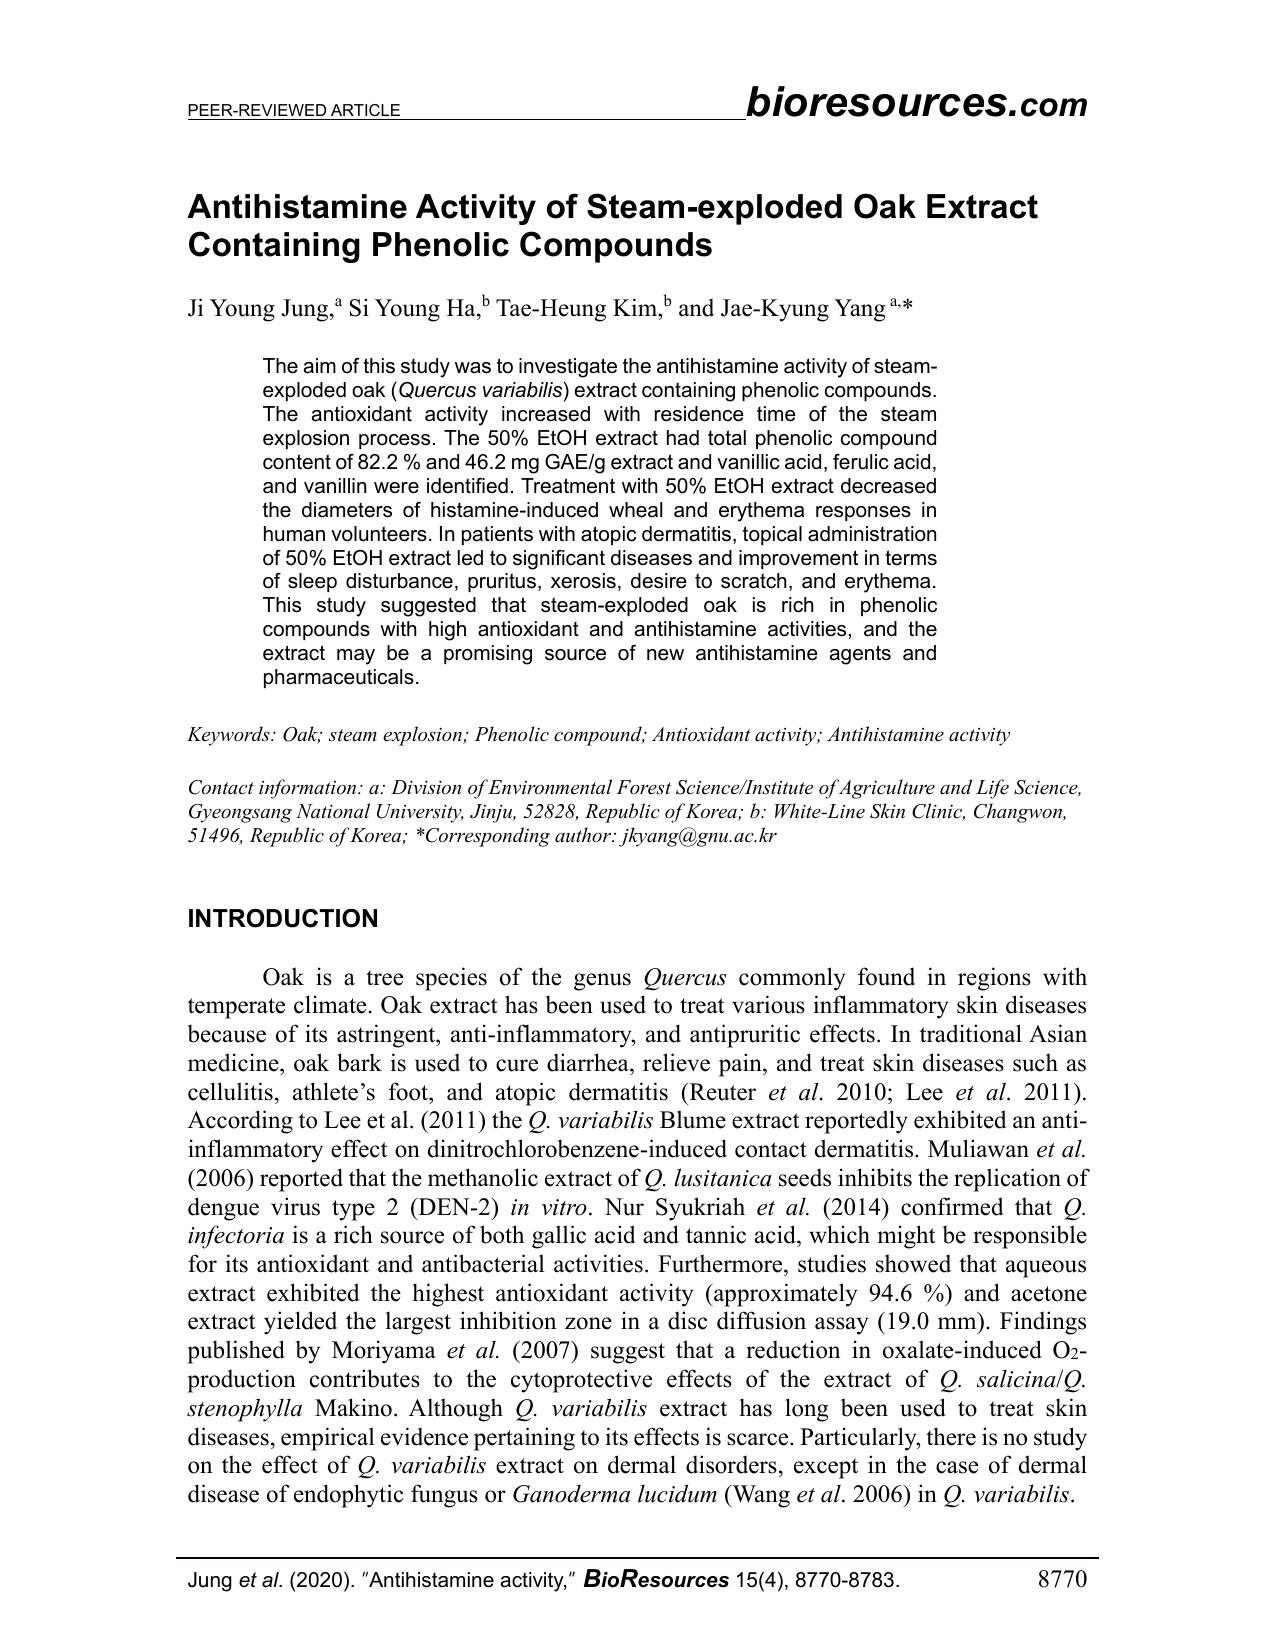 PEER-REVIEWED ARTICLE bioresources.com
Antihistamine Activity of Steam-exploded Oak Extract
Containing Phenolic Compounds
Ji Young Jung,a Si Young Ha,b Tae-Heung Kim,b and Jae-Kyung Yang a,*
The aim of this study was to investigate the antihistamine activity of steam-
exploded oak (Quercus variabilis) extract containing phenolic compounds.
The antioxidant activity increased with residence time of the steam
explosion process. The 50% EtOH extract had total phenolic compound
content of 82.2 % and 46.2 mg GAE/g extract and vanillic acid, ferulic acid,
and vanillin were identified. Treatment with 50% EtOH extract decreased
the diameters of histamine-induced wheal and erythema responses in
human volunteers. In patients with atopic dermatitis, topical administration
of 50% EtOH extract led to significant diseases and improvement in terms
of sleep disturbance, pruritus, xerosis, desire to scratch, and erythema.
This study suggested that steam-exploded oak is rich in phenolic
compounds with high antioxidant and antihistamine activities, and the
extract may be a promising source of new antihistamine agents and
pharmaceuticals.
Keywords: Oak; steam explosion; Phenolic compound; Antioxidant activity; Antihistamine activity
Contact information: a: Division of Environmental Forest Science/Institute of Agriculture and Life Science,
Gyeongsang National University, Jinju, 52828, Republic of Korea; b: White-Line Skin Clinic, Changwon,
51496, Republic of Korea; *Corresponding author: jkyang@gnu.ac.kr
INTRODUCTION
Oak is a tree species of the genus Quercus commonly found in regions with
temperate climate. Oak extract has been used to treat various inflammatory skin diseases
because of its astringent, anti-inflammatory, and antipruritic effects. In traditional Asian
medicine, oak bark is used to cure diarrhea, relieve pain, and treat skin diseases such as
cellulitis, athlete's foot, and atopic dermatitis (Reuter et al. 2010; Lee et al. 2011).
According to Lee et al. (2011) the Q. variabilis Blume extract reportedly exhibited an anti-
inflammatory effect on dinitrochlorobenzene-induced contact dermatitis. Muliawan et al.
(2006) reported that the methanolic extract of Q. lusitanica seeds inhibits the replication of
dengue virus type 2 (DEN-2) in vitro. Nur Syukriah et al. (2014) confirmed that Q.
infectoria is a rich source of both gallic acid and tannic acid, which might be responsible
for its antioxidant and antibacterial activities. Furthermore, studies showed that aqueous
extract exhibited the highest antioxidant activity (approximately 94.6 %) and acetone
extract yielded the largest inhibition zone in a disc diffusion assay (19.0 mm). Findings
published by Moriyama et al. (2007) suggest that a reduction in oxalate-induced O2-
production contributes to the cytoprotective effects of the extract of Q. salicina/Q.
stenophylla Makino. Although Q. variabilis extract has long been used to treat skin
diseases, empirical evidence pertaining to its effects is scarce. Particularly, there is no study
on the effect of Q. variabilis extract on dermal disorders, except in the case of dermal
disease of endophytic fungus or Ganoderma lucidum (Wang et al. 2006) in Q. variabilis.
Jung et al. (2020). "Antihistamine activity," BioResources 15(4), 8770-8783. 8770